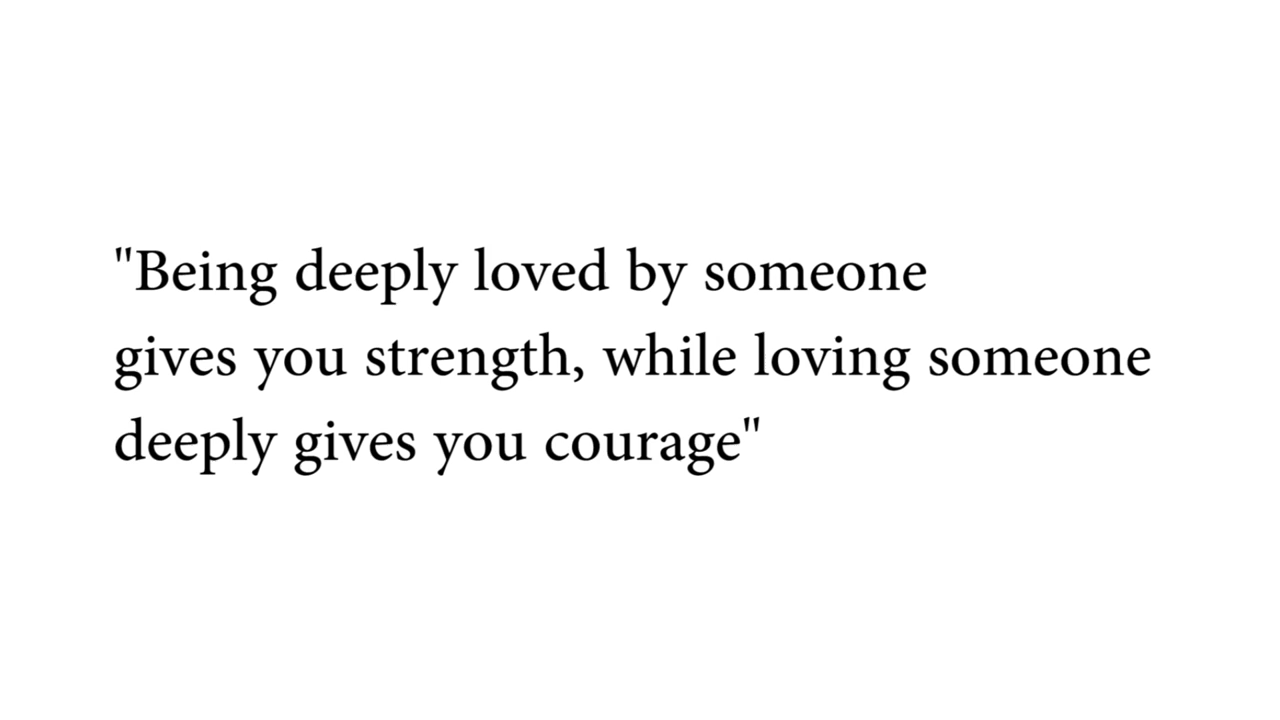 "Being deeply loved by someone
gives you strength, while loving someone
deeply gives you courage"